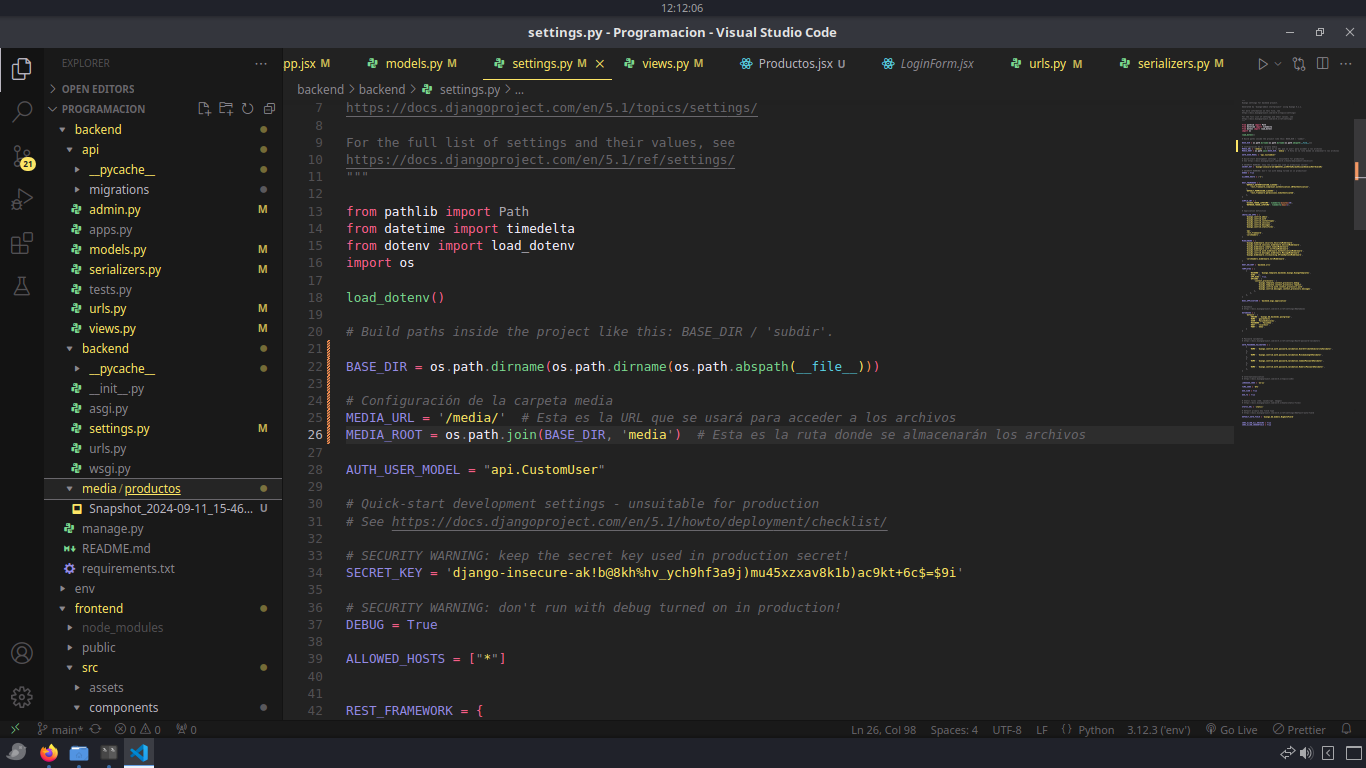 12:12:06
settings.py - Programacion - Visual Studio Code
EXPLORER
OPEN EDITORS
PROGRAMACION
backend
api
__pycache__
migrations
admin.py M
apps.py
models.py M
serializers.py M
tests.py
urls.py M
views.py M
backend
__pycache__
__init__.py
asgi.py
settings.py M
urls.py
wsgi.py
media / productos
Snapshot_2024-09-11_15-46... U
manage.py
README.md
requirements.txt
env
frontend
node_modules
public
src
assets
components
21
pp.jsx M models.py M settings.py M views.py M Productos.jsx U LoginForm.jsx urls.py M serializers.py M
backend > backend > settings.py > ...
7 https://docs.djangoproject.com/en/5.1/topics/settings/
8
9 For the full list of settings and their values, see
10 https://docs.djangoproject.com/en/5.1/ref/settings/
11 """
12
13 from pathlib import Path
14 from datetime import timedelta
15 from dotenv import load_dotenv
16 import os
17
18 load_dotenv()
19
20 # Build paths inside the project like this: BASE_DIR / 'subdir'.
21
22 BASE_DIR = os.path.dirname(os.path.dirname(os.path.abspath(__file__)))
23
24 # Configuración de la carpeta media
25 MEDIA_URL = '/media/'  # Esta es la URL que se usará para acceder a los archivos
26 MEDIA_ROOT = os.path.join(BASE_DIR, 'media')  # Esta es la ruta donde se almacenarán los archivos
27
28 AUTH_USER_MODEL = "api.CustomUser"
29
30 # Quick-start development settings - unsuitable for production
31 # See https://docs.djangoproject.com/en/5.1/howto/deployment/checklist/
32
33 # SECURITY WARNING: keep the secret key used in production secret!
34 SECRET_KEY = 'django-insecure-ak!b@8kh%hv_ych9hf3a9j)mu45xzxav8k1b)ac9kt+6c$=$9i'
35
36 # SECURITY WARNING: don't run with debug turned on in production!
37 DEBUG = True
38
39 ALLOWED_HOSTS = ["*"]
40
41
42 REST_FRAMEWORK = {
main* 0 0 0 Ln 26, Col 98 Spaces: 4 UTF-8 LF Python 3.12.3 ('env') Go Live Prettier